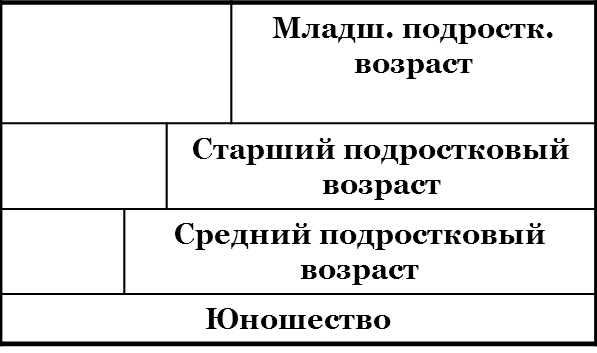 Младш. подростк.
возраст
Старший подростковый
возраст
Средний подростковый
возраст
Юношество